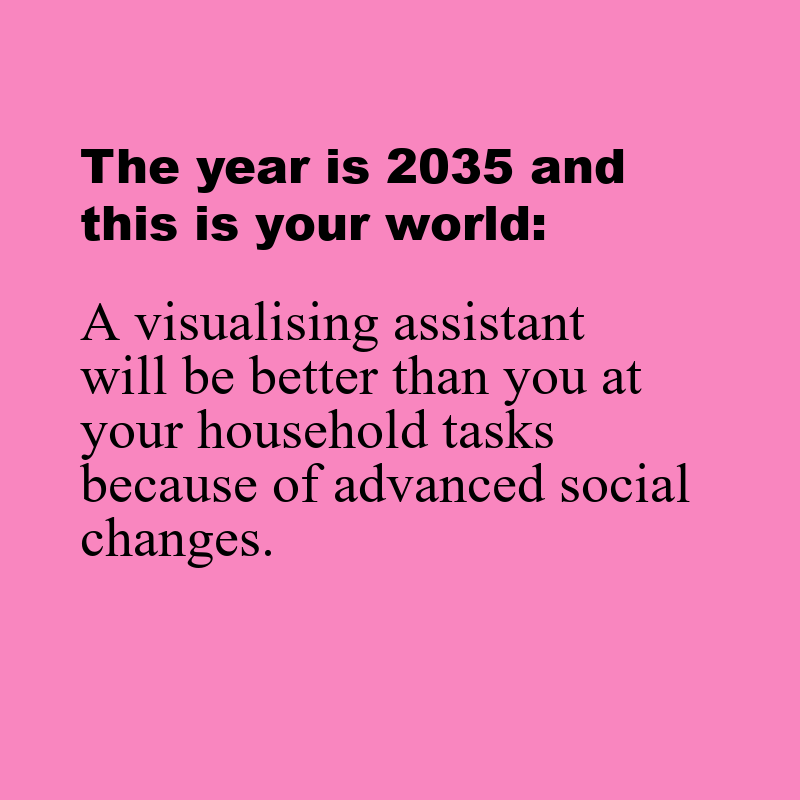 The year is 2035 and
this is your world:
A visualising assistant
will be better than you at
your household tasks
because of advanced social
changes.